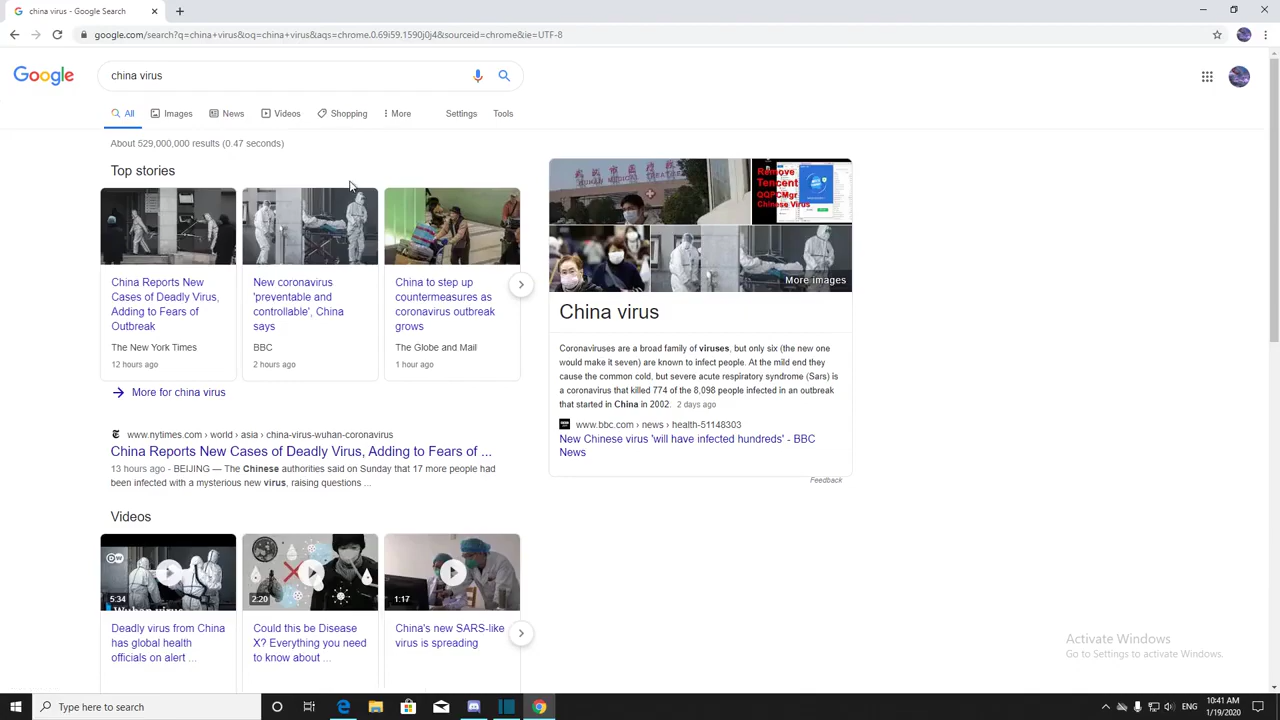 china virus - Google Search
google.com/search?q=china+virus&oq=china+virus&aqs=chrome.0.69i59.1590j0j4&sourceid=chrome&ie=UTF-8
Google
china virus
All
Images
News
Videos
Shopping
More
Settings
Tools
About 529,000,000 results (0.47 seconds)
Top stories
China Reports New
Cases of Deadly Virus,
Adding to Fears of
Outbreak
The New York Times
12 hours ago
New coronavirus
'preventable and
controllable', China
says
BBC
2 hours ago
China to step up
countermeasures as
coronavirus outbreak
grows
The Globe and Mail
1 hour ago
More for china virus
www.nytimes.com › world › asia › china-virus-wuhan-coronavirus
China Reports New Cases of Deadly Virus, Adding to Fears of ...
13 hours ago - BEIJING — The Chinese authorities said on Sunday that 17 more people had
been infected with a mysterious new virus, raising questions ...
Videos
DW
5:34
Wuhan virus
Deadly virus from China
has global health
officials on alert ...
2:20
Could this be Disease
X? Everything you need
to know about ...
1:17
China's new SARS-like
virus is spreading
Remove
Tencent
QQPCMgr
Chinese Virus
More images
China virus
Coronaviruses are a broad family of viruses, but only six (the new one
would make it seven) are known to infect people. At the mild end they
cause the common cold, but severe acute respiratory syndrome (Sars) is
a coronavirus that killed 774 of the 8,098 people infected in an outbreak
that started in China in 2002. 2 days ago
www.bbc.com › news › health-51148303
New Chinese virus 'will have infected hundreds' - BBC
News
Feedback
Activate Windows
Go to Settings to activate Windows.
Type here to search
ENG
10:41 AM
1/19/2020